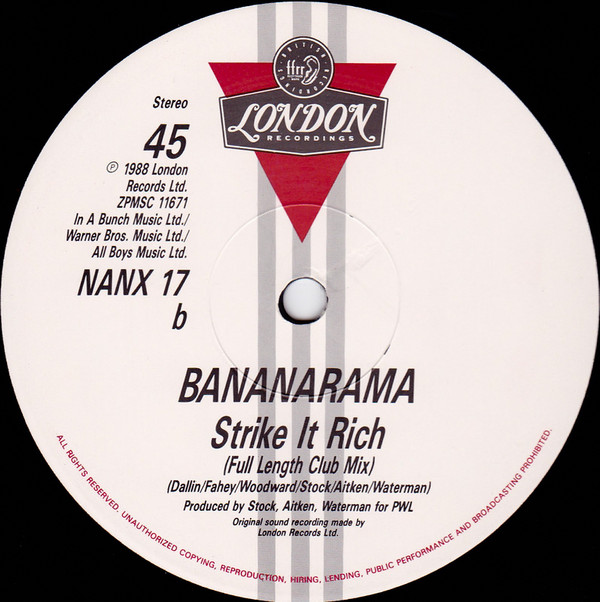 BRITISH
ffrr
RECORDINGS
LONDON
RECORDINGS
Stereo
45
℗ 1988 London
Records Ltd.
ZPMSC 11671
In A Bunch Music Ltd./
Warner Bros. Music Ltd./
All Boys Music Ltd.
NANX 17
b
BANANARAMA
Strike It Rich
(Full Length Club Mix)
(Dallin/Fahey/Woodward/Stock/Aitken/Waterman)
Produced by Stock, Aitken, Waterman for PWL
Original sound recording made by
London Records Ltd.
ALL RIGHTS RESERVED. UNAUTHORIZED COPYING, REPRODUCTION, HIRING, LENDING, PUBLIC PERFORMANCE AND BROADCASTING PROHIBITED.